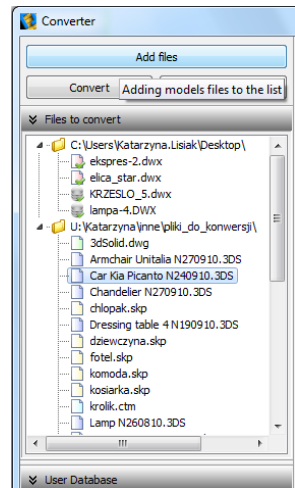 Converter
Add files
Convert
Adding models files to the list
Files to convert
C:\Users\Katarzyna.Lisiak\Desktop\
ekspres-2.dwx
elica_star.dwx
KRZESLO_5.dwx
lampa-4.DWX
U:\Katarzyna\inne\pliki_do_konwersji\
3dSolid.dwg
Armchair Unitalia N270910.3DS
Car Kia Picanto N240910.3DS
Chandelier N270910.3DS
chlopak.skp
Dressing table 4 N190910.3DS
dziewczyna.skp
fotel.skp
komoda.skp
kosiarka.skp
krolik.ctm
Lamp N260810.3DS
User Database